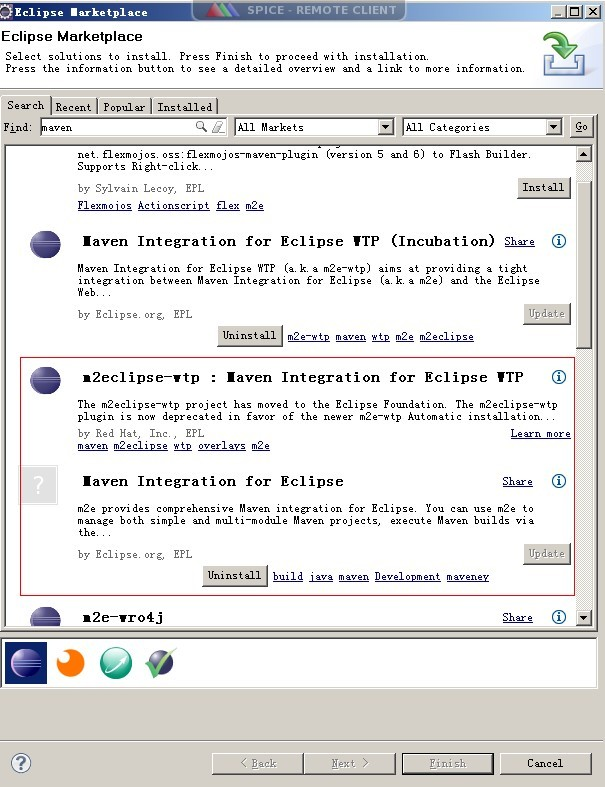 Eclipse Marketplace
SPICE - REMOTE CLIENT
Eclipse Marketplace
Select solutions to install. Press Finish to proceed with installation.
Press the information button to see a detailed overview and a link to more information.
Search Recent Popular Installed
Find: maven All Markets All Categories Go
net.flexmojos.oss:flexmojos-maven-plugin (version 5 and 6) to Flash Builder.
Supports Right-click...
by Sylvain Lecoy, EPL
Install
Flexmojos Actionscript flex m2e
Maven Integration for Eclipse WTP (Incubation) Share
Maven Integration for Eclipse WTP (a.k.a m2e-wtp) aims at providing a tight
integration between Maven Integration for Eclipse (a.k.a m2e) and the Eclipse
Web...
by Eclipse.org, EPL
Update
Uninstall m2e-wtp maven wtp m2e m2eclipse
m2eclipse-wtp : Maven Integration for Eclipse WTP
The m2eclipse-wtp project has moved to the Eclipse Foundation. The m2eclipse-wtp
plugin is now deprecated in favor of the newer m2e-wtp Automatic installation...
by Red Hat, Inc., EPL
Learn more
maven m2eclipse wtp overlays m2e
Maven Integration for Eclipse Share
m2e provides comprehensive Maven integration for Eclipse. You can use m2e to
manage both simple and multi-module Maven projects, execute Maven builds via
the...
by Eclipse.org, EPL
Update
Uninstall build java maven Development maveney
m2e-wro4j Share
< Back Next > Finish Cancel